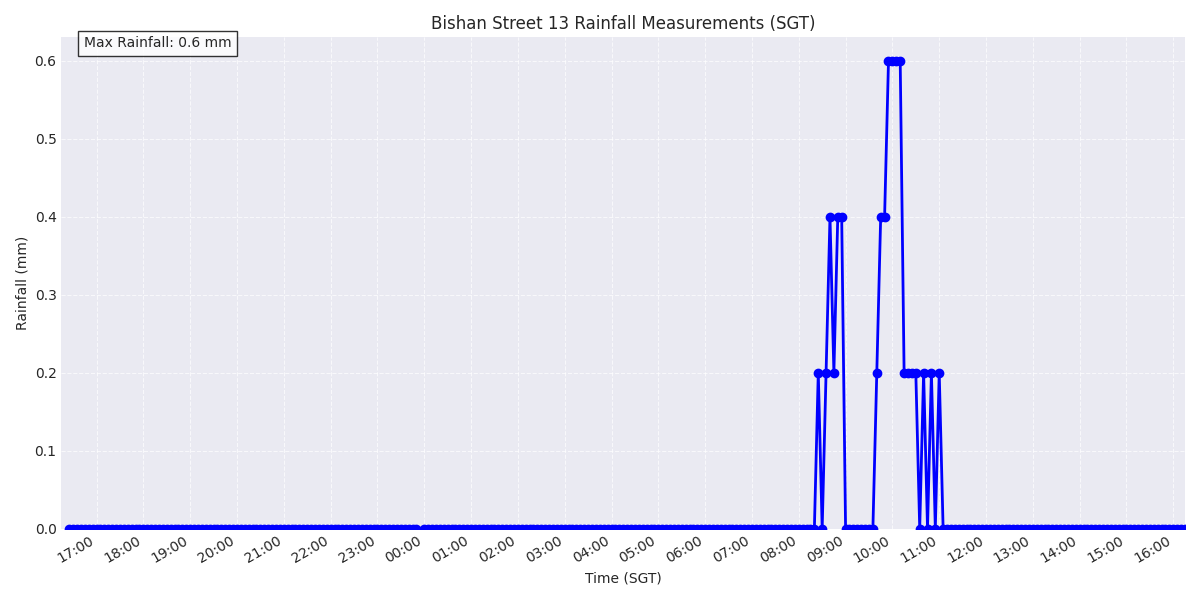 Bishan Street 13 Rainfall Measurements (SGT)
Max Rainfall: 0.6 mm
0.6
0.5
0.4
0.3
0.2
0.1
0.0
Rainfall (mm)
17:00 18:00 19:00 20:00 21:00 22:00 23:00 00:00 01:00 02:00 03:00 04:00 05:00 06:00 07:00 08:00 09:00 10:00 11:00 12:00 13:00 14:00 15:00 16:00
Time (SGT)